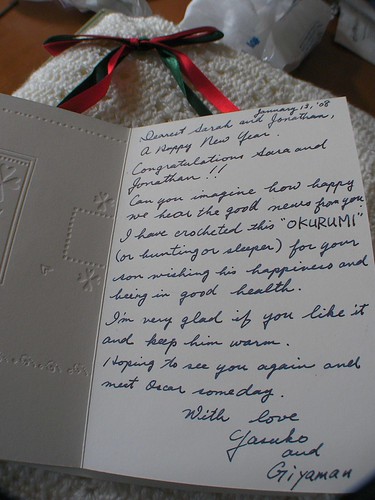 January 13, '08
Dearest Sarah and Jonathan,
A Happy New Year.
Congratulations Sara and
Jonathan !!
Can you imagine how happy
we hear the good news from you.
I have crocheted this "OKURUMI"
(or bunting or sleeper) for your
son wishing his happiness and
being in good health.
I'm very glad if you like it
and keep him warm.
Hoping to see you again and
meet Oscar someday.
With love
Yasuko
and
Giyaman